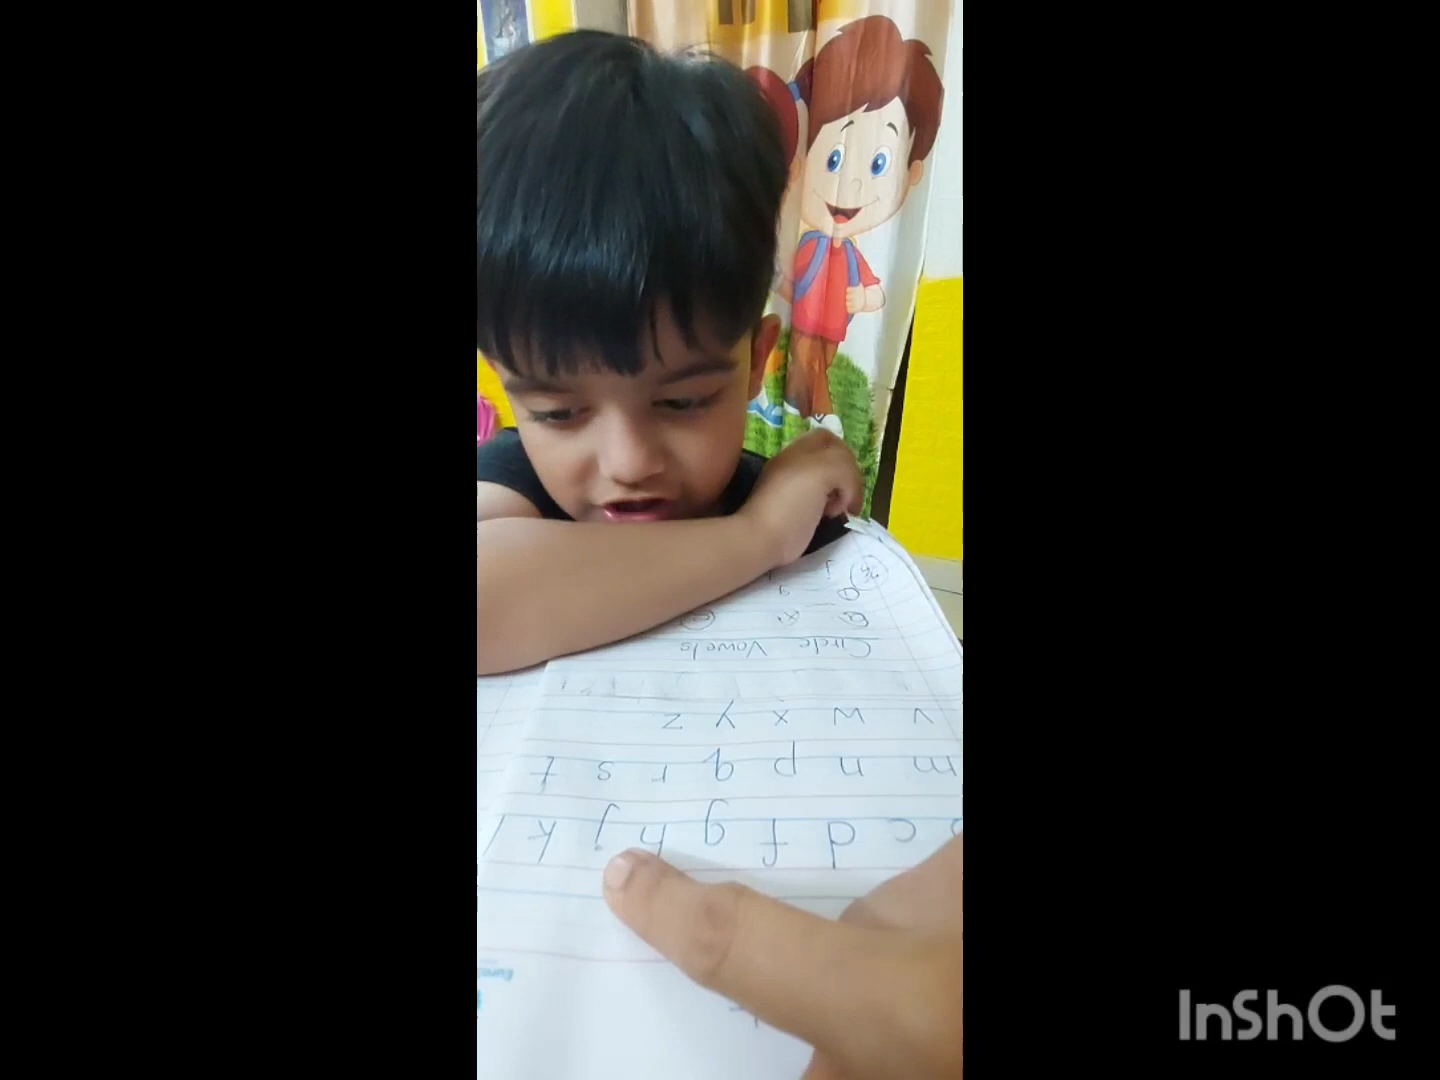 c d f g h j k l
m n p q r s t
v w x y z
Circle Vowels
InShOt